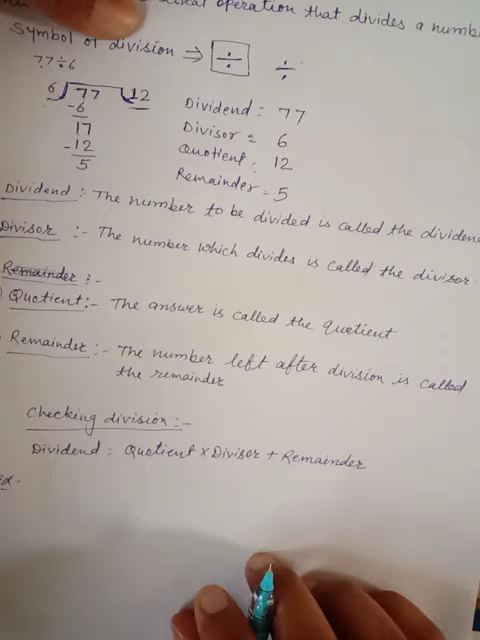 operation that divides a numbe
Symbol of division ⇒ ÷ ÷
77÷6
6 77 12
-6
17
-12
5
Dividend = 77
Divisor = 6
Quotient = 12
Remainder = 5
Dividend :- The number to be divided is called the dividen
Divisor :- The number which divides is called the divisor
Remainder :-
Quotient :- The answer is called the quotient
Remainder :- The number left after division is called
the remainder
Checking division :-
Dividend = Quotient × Divisor + Remainder